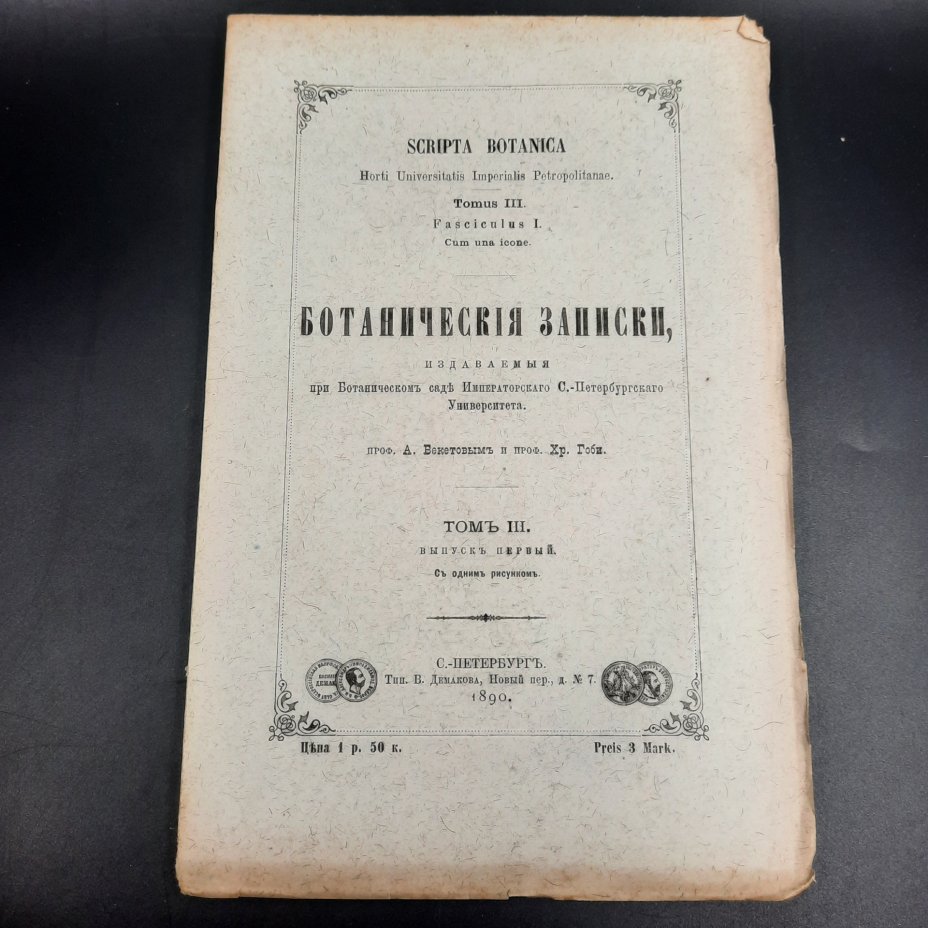 SCRIPTA BOTANICA
Horti Universitatis Imperialis Petropolitanae.
Tomus III.
Fasciculus I.
Cum una icone.
БОТАНИЧЕСКІЯ ЗАПИСКИ,
ИЗДАВАЕМЫЯ
при Ботаническомъ садѣ Императорскаго С.-Петербургскаго
Университета.
ПРОФ. А. Бекетовымъ и ПРОФ. Хр. Гоби.
ТОМЪ III.
ВЫПУСКЪ ПЕРВЫЙ.
Съ однимъ рисункомъ.
С.-ПЕТЕРБУРГЪ.
Тип. В. Демакова, Новый пер., д. № 7.
1890.
Цѣна 1 р. 50 к.
Preis 3 Mark.